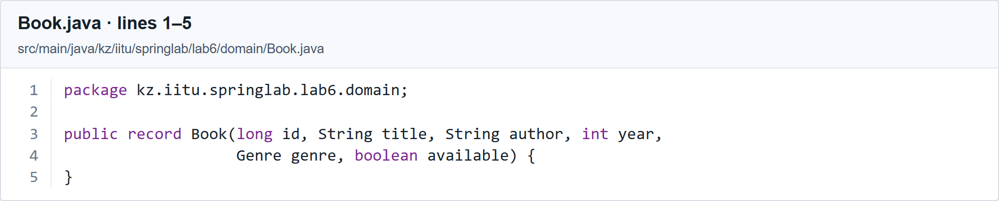 Book.java · lines 1–5
src/main/java/kz/iitu/springlab/lab6/domain/Book.java
1 package kz.iitu.springlab.lab6.domain;
2
3 public record Book(long id, String title, String author, int year,
4                    Genre genre, boolean available) {
5 }